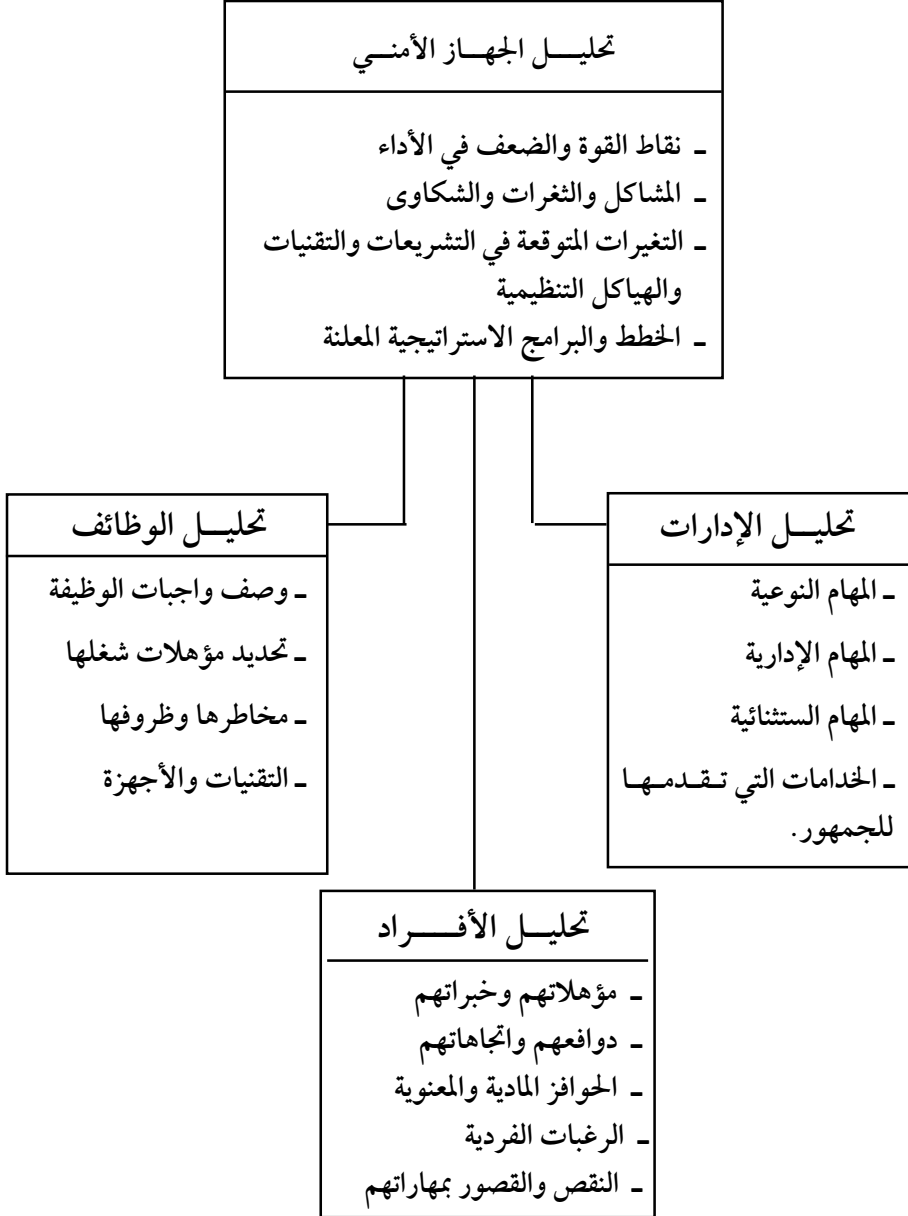 تحليـــل الجهـــاز الأمنـــي
ـ نقاط القوة والضعف في الأداء
ـ المشاكل والثغرات والشكاوى
ـ التغيرات المتوقعة في التشريعات والتقنيات
والهياكل التنظيمية
ـ الخطط والبرامج الاستراتيجية المعلنة
تحليـــل الإدارات
ـ المهام النوعية
ـ المهام الإدارية
ـ المهام الستثنائية
ـ الخدامات التي تـقـدمـهـا
للجمهور.
تحليـــل الوظائف
ـ وصف واجبات الوظيفة
ـ تحديد مؤهلات شغلها
ـ مخاطرها وظروفها
ـ التقنيات والأجهزة
تحليـــل الأفـــراد
ـ مؤهلاتهم وخبراتهم
ـ دوافعهم واتجاهاتهم
ـ الحوافز المادية والمعنوية
ـ الرغبات الفردية
ـ النقص والقصور بمهاراتهم